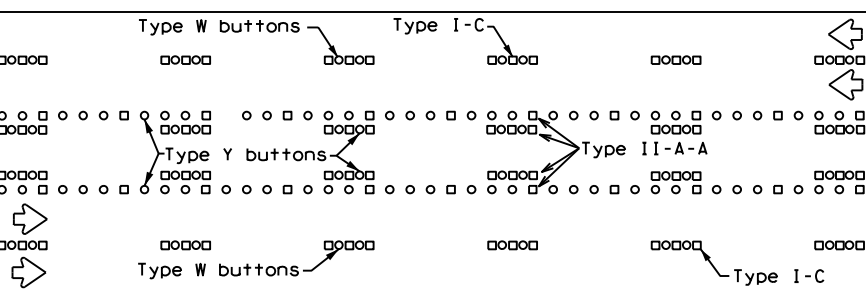 Type W buttons
Type I-C
Type Y buttons
Type II-A-A
Type W buttons
Type I-C